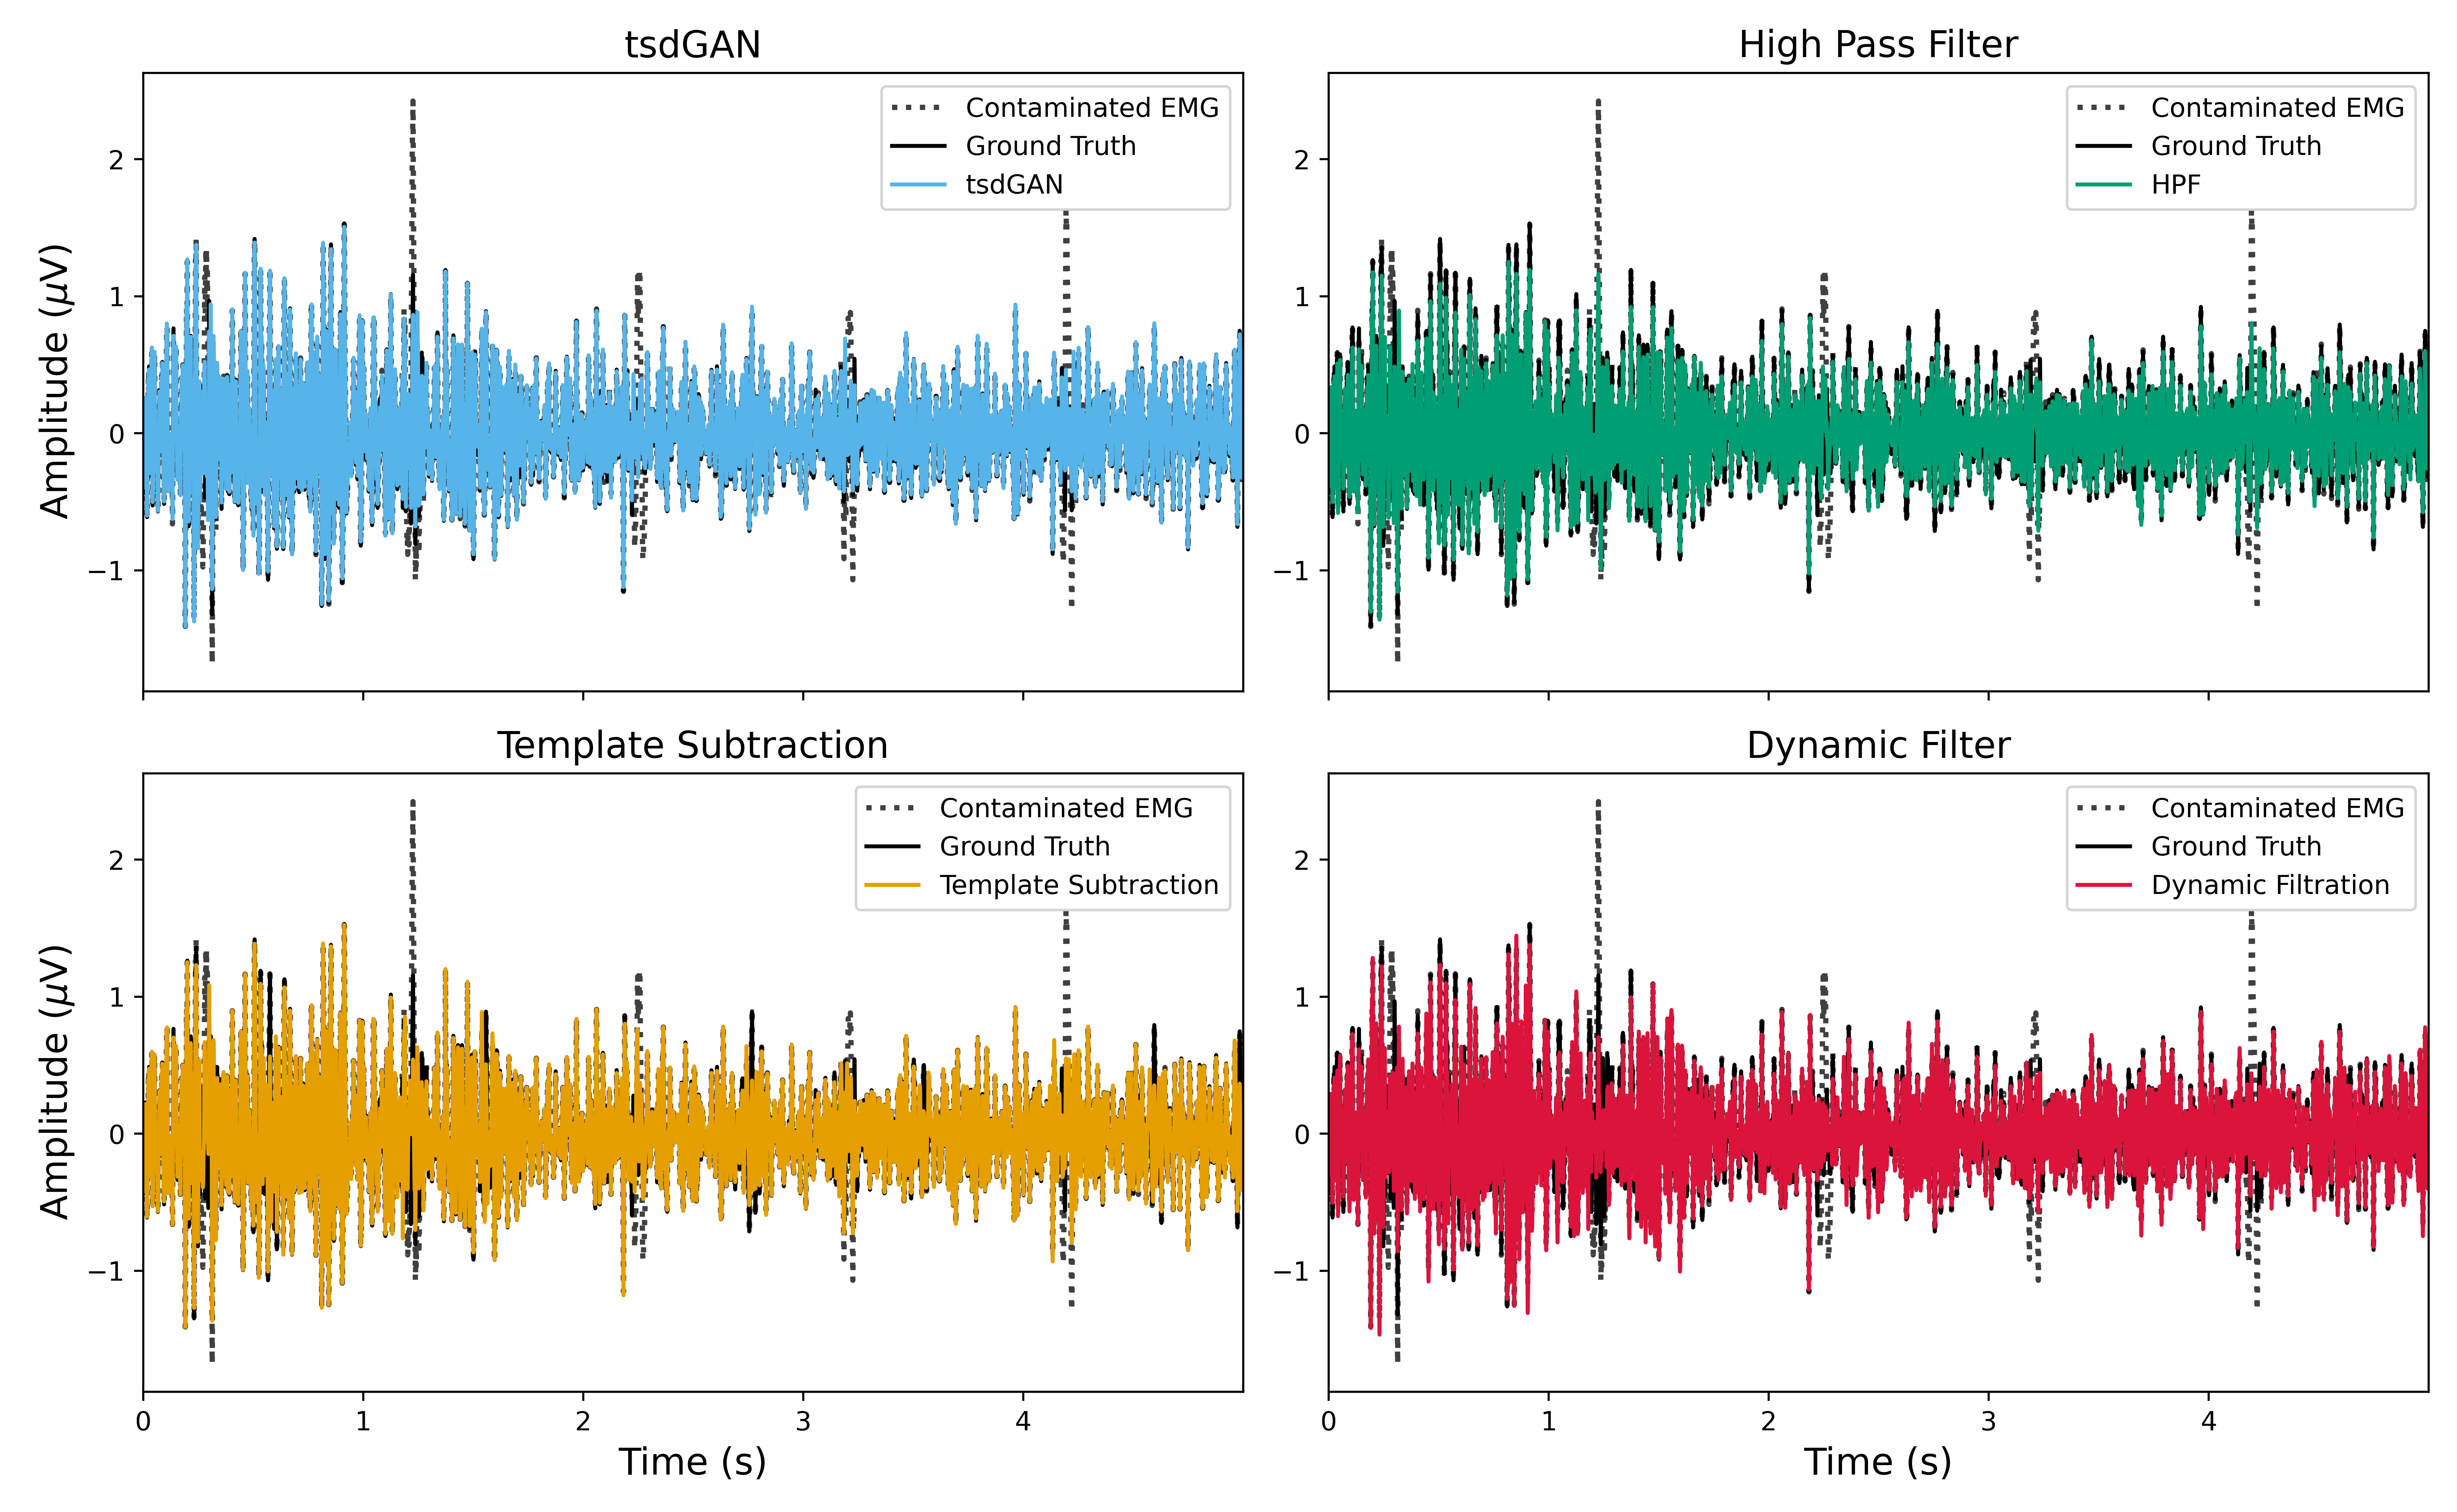 tsdGAN
Contaminated EMG
Ground Truth
tsdGAN
Amplitude (μV)
2
1
0
−1
High Pass Filter
Contaminated EMG
Ground Truth
HPF
2
1
0
−1
Template Subtraction
Contaminated EMG
Ground Truth
Template Subtraction
Amplitude (μV)
2
1
0
−1
0 1 2 3 4
Time (s)
Dynamic Filter
Contaminated EMG
Ground Truth
Dynamic Filtration
2
1
0
−1
0 1 2 3 4
Time (s)